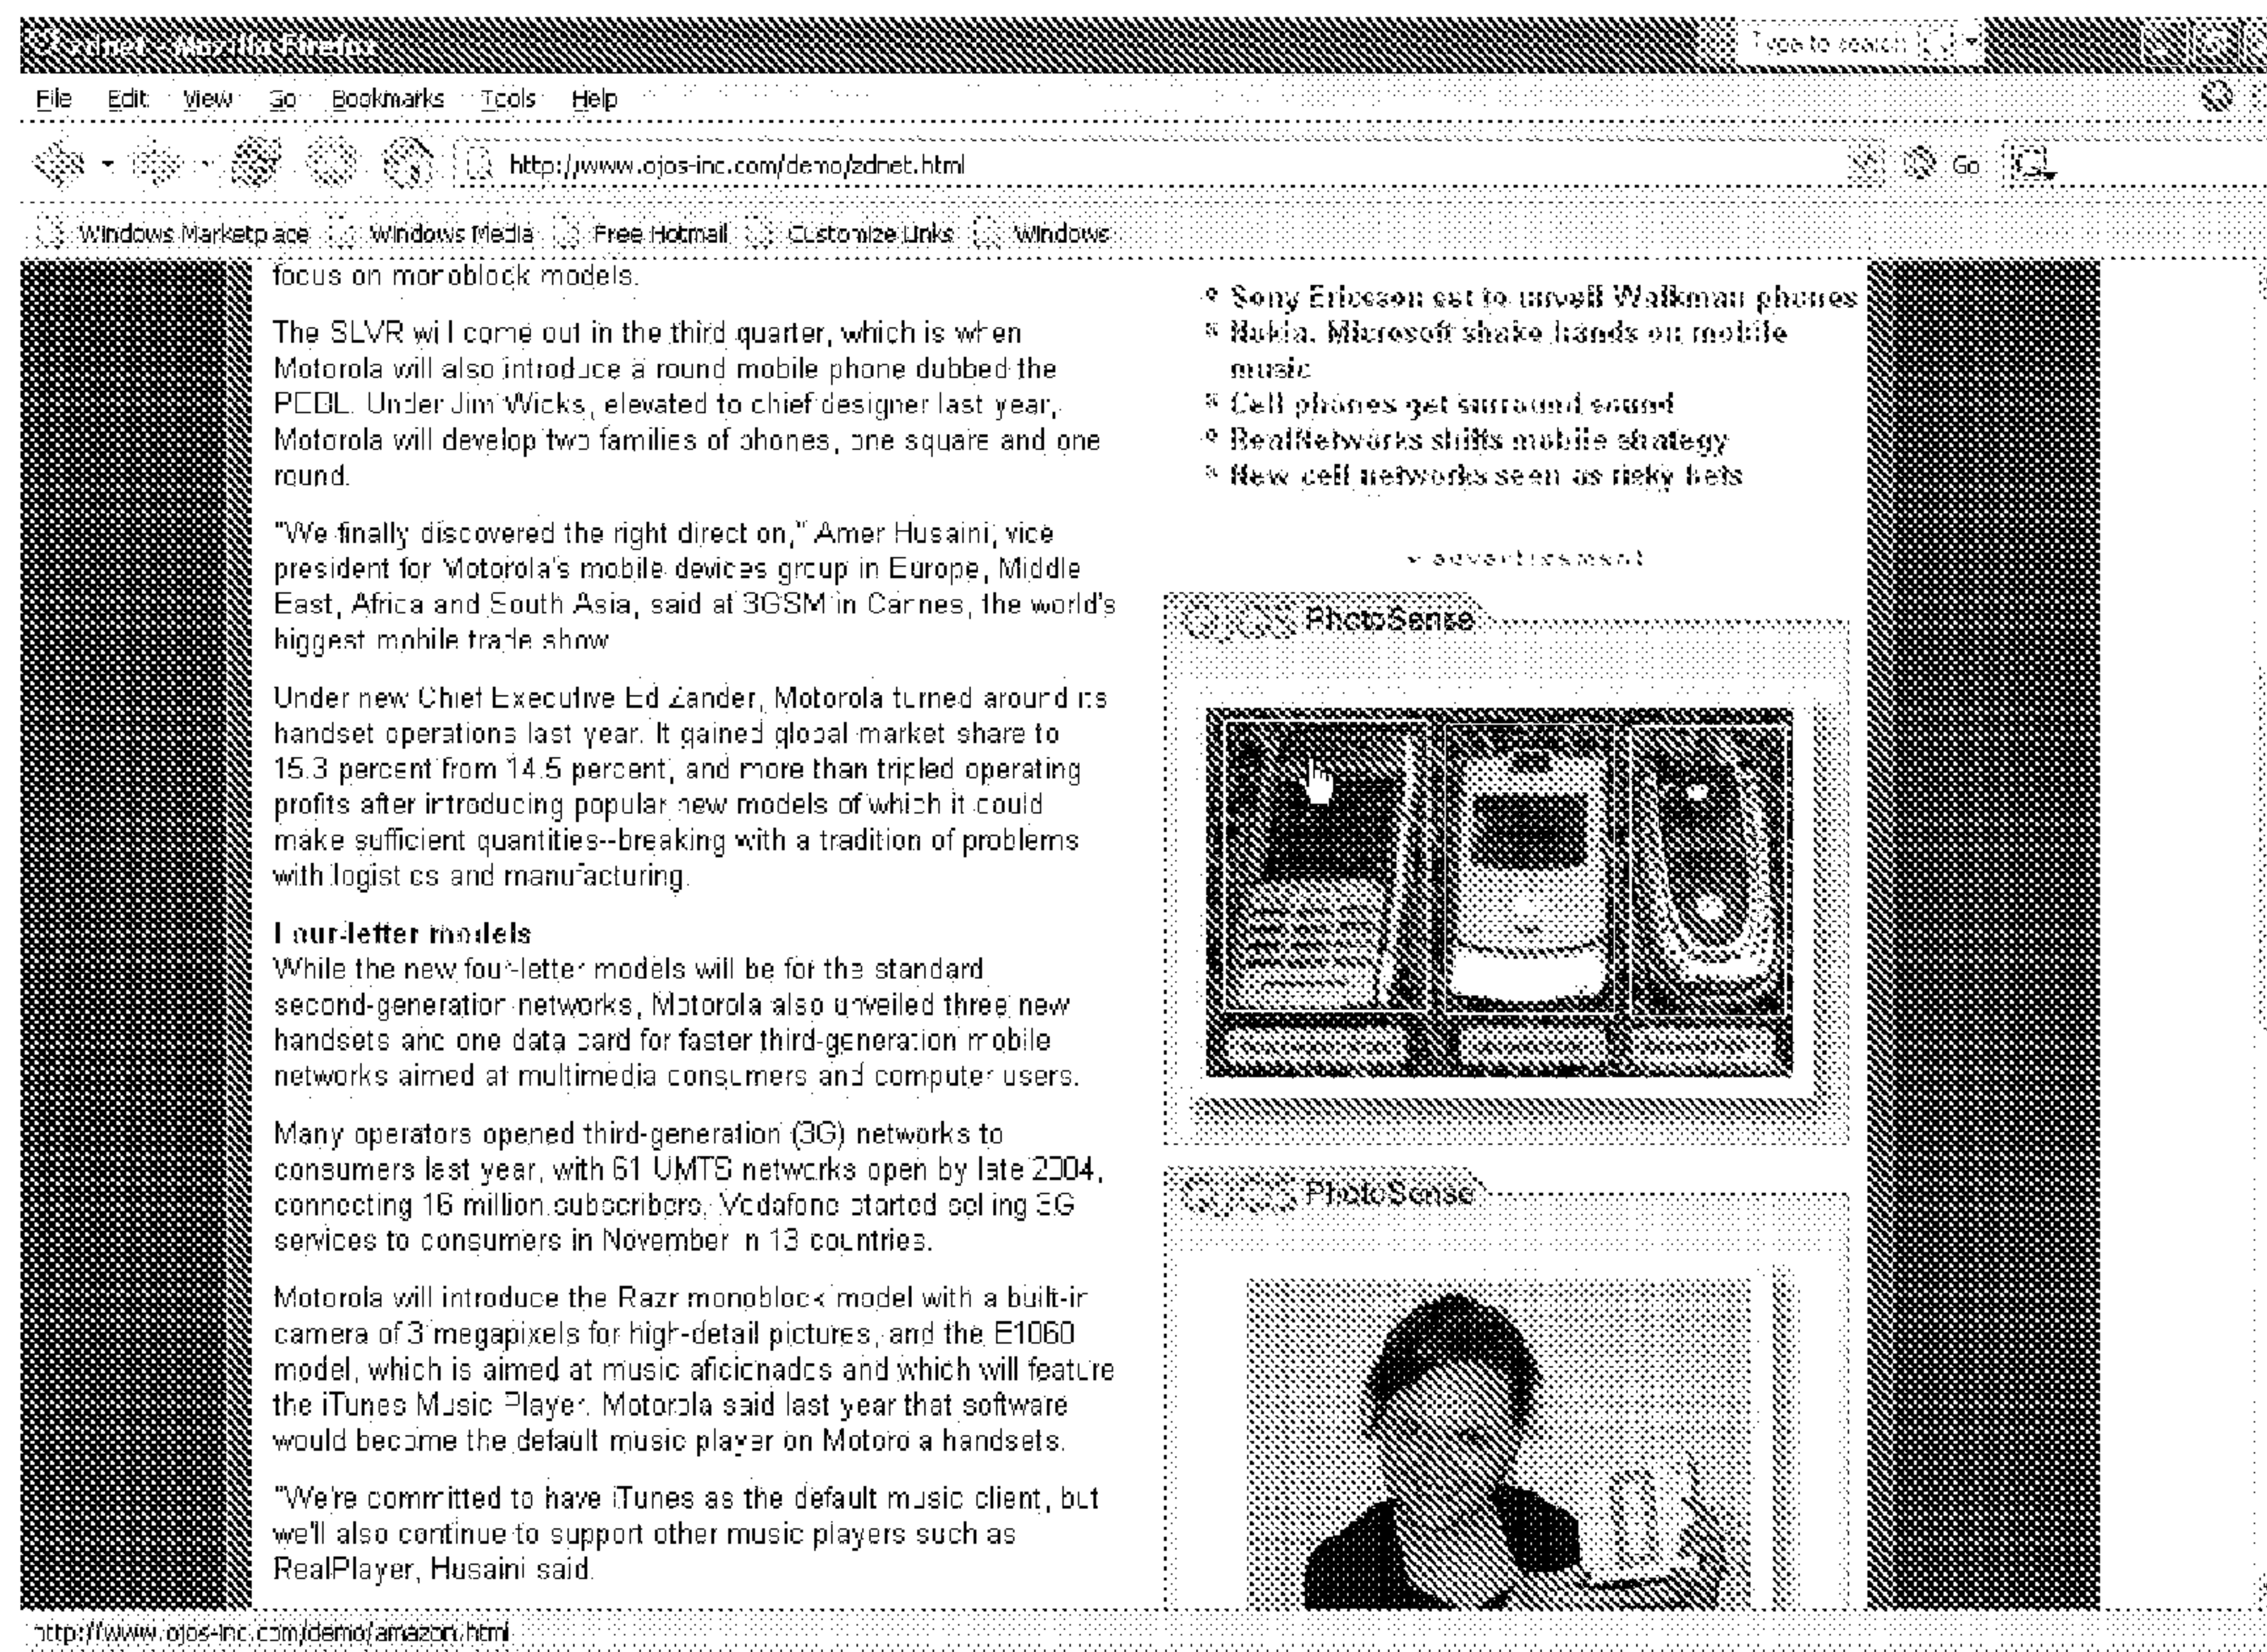 zdnet - Mozilla Firefox
Type to search
File Edit View Go Bookmarks Tools Help
http://www.ojos-inc.com/demo/zdnet.html
Go
Windows Marketplace Windows Media Free Hotmail Customize Links Windows
focus on monoblock models.
The SLVR will come out in the third quarter, which is when
Motorola will also introduce a round mobile phone dubbed the
PEBL. Under Jim Wicks, elevated to chief designer last year,
Motorola will develop two families of phones, one square and one
round.
"We finally discovered the right direction," Amer Husaini, vice
president for Motorola's mobile devices group in Europe, Middle
East, Africa and South Asia, said at 3GSM in Cannes, the world's
biggest mobile trade show
Under new Chief Executive Ed Zander, Motorola turned around its
handset operations last year. It gained global market share to
15.3 percent from 14.5 percent, and more than tripled operating
profits after introducing popular new models of which it could
make sufficient quantities--breaking with a tradition of problems
with logistics and manufacturing.
Four-letter models
While the new four-letter models will be for the standard
second-generation networks, Motorola also unveiled three new
handsets and one data card for faster third-generation mobile
networks aimed at multimedia consumers and computer users.
Many operators opened third-generation (3G) networks to
consumers last year, with 61 UMTS networks open by late 2004,
connecting 16 million subscribers. Vodafone started selling 3G
services to consumers in November in 13 countries.
Motorola will introduce the Razr monoblock model with a built-in
camera of 3 megapixels for high-detail pictures, and the E1060
model, which is aimed at music aficionados and which will feature
the iTunes Music Player. Motorola said last year that software
would become the default music player on Motorola handsets.
"We're committed to have iTunes as the default music client, but
we'll also continue to support other music players such as
RealPlayer, Husaini said.
Sony Ericsson set to unveil Walkman phones
Nokia, Microsoft shake hands on mobile
music
Cell phones get surround sound
RealNetworks shifts mobile strategy
New cell networks seen as risky bets
advertisement
PhotoSense
PhotoSense
http://www.ojos-inc.com/demo/amazon.html